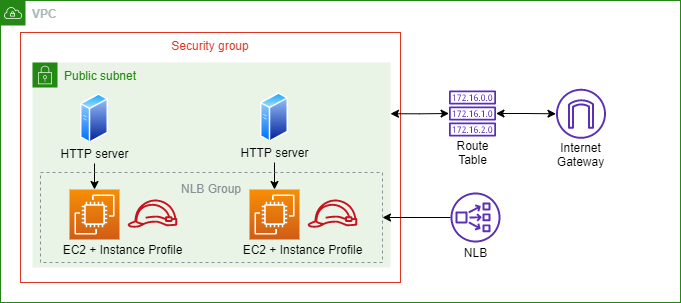 VPC
Security group
Public subnet
HTTP server
HTTP server
NLB Group
EC2 + Instance Profile
EC2 + Instance Profile
172.16.0.0
172.16.1.0
172.16.2.0
Route
Table
Internet
Gateway
NLB